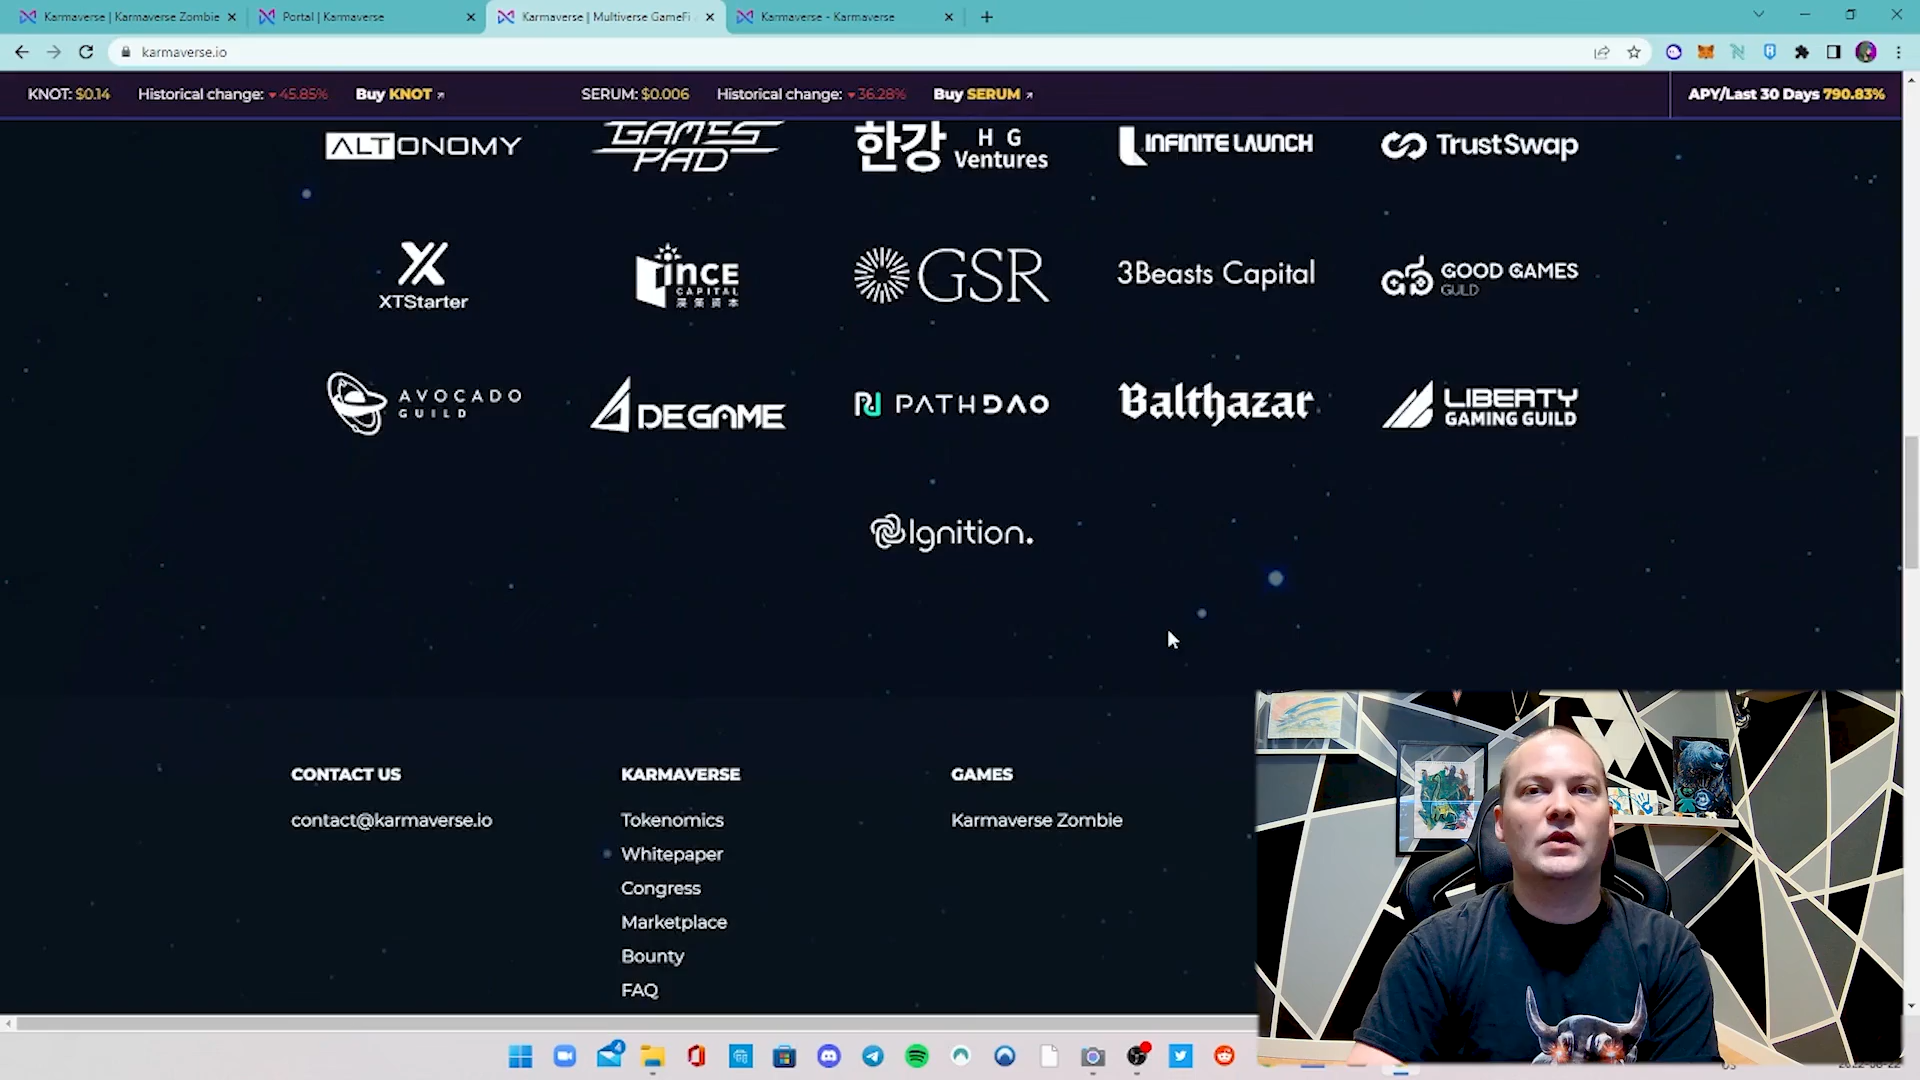 Karmaverse | Karmaverse Zombie
Portal | Karmaverse
Karmaverse | Multiverse GameFi
Karmaverse - Karmaverse
karmaverse.io
KNOT: $0.14 Historical change: 45.85% Buy KNOT
SERUM: $0.006 Historical change: 36.28% Buy SERUM
APY/Last 30 Days 790.83%
ALTONOMY
GAMES
PAD
한강 H G
Ventures
INFINITE LAUNCH
TrustSwap
XTStarter
INCE
CAPITAL
GSR
3Beasts Capital
GOOD GAMES
GUILD
AVOCADO
GUILD
DEGAME
PATHDAO
Balthazar
LIBERTY
GAMING GUILD
Ignition.
CONTACT US
contact@karmaverse.io
KARMAVERSE
Tokenomics
Whitepaper
Congress
Marketplace
Bounty
FAQ
GAMES
Karmaverse Zombie
4